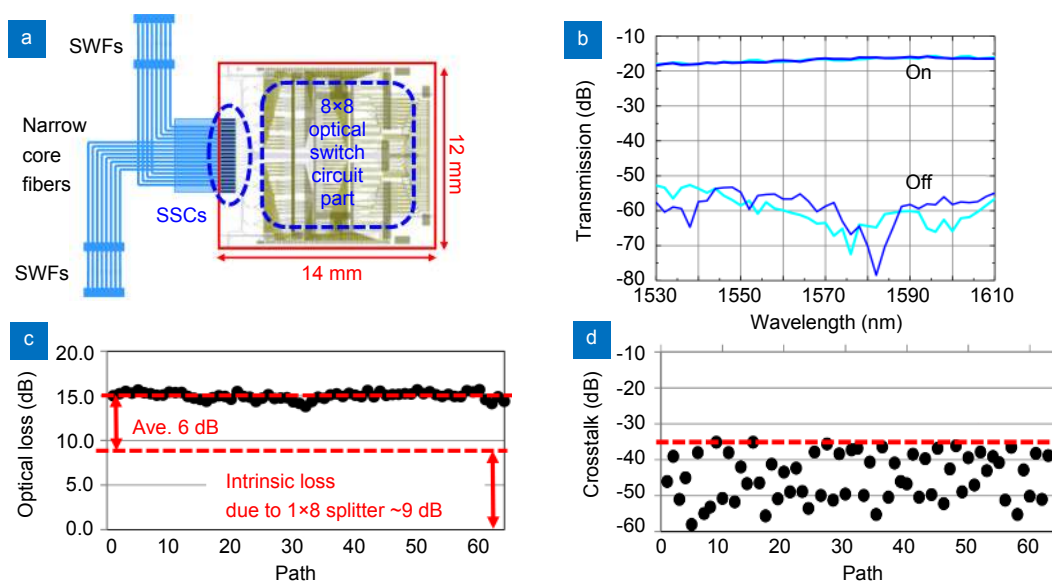 a
SWFs
Narrow
core
fibers
SSCs
SWFs
8×8
optical
switch
circuit
part
12 mm
14 mm
b
Transmission (dB)
-10
-20
-30
-40
-50
-60
-70
-80
On
Off
1530
1550
1570
1590
1610
Wavelength (nm)
c
Optical loss (dB)
20.0
15.0
10.0
5.0
0.0
Ave. 6 dB
Intrinsic loss
due to 1×8 splitter ~9 dB
0 10 20 30 40 50 60
Path
d
Crosstalk (dB)
-10
-20
-30
-40
-50
-60
0 10 20 30 40 50 60
Path